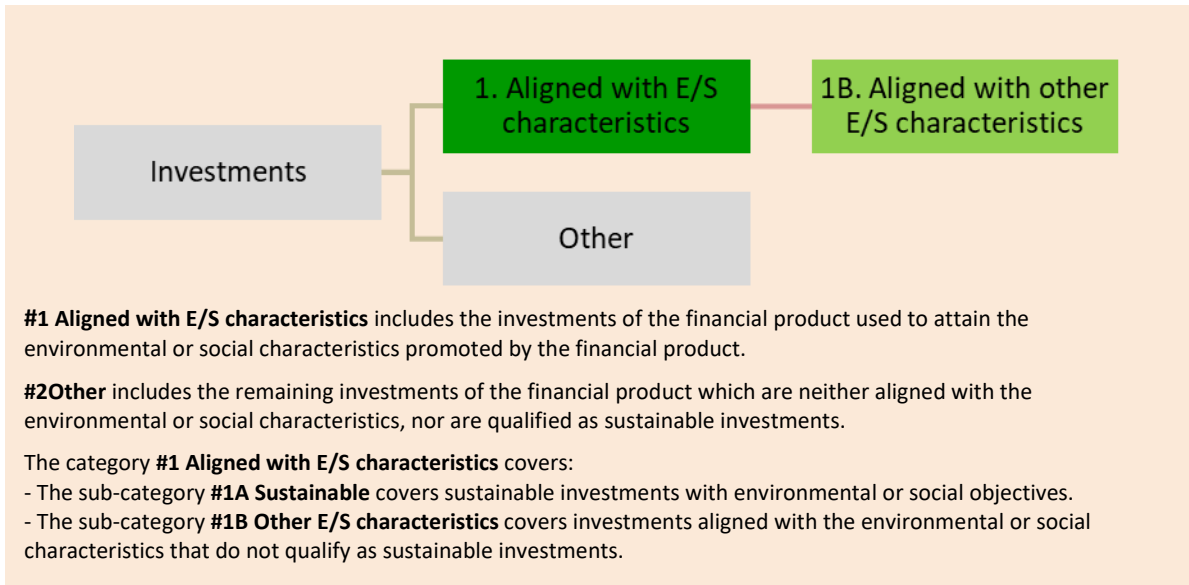 1. Aligned with E/S
characteristics
1B. Aligned with other
E/S characteristics
Investments
Other
#1 Aligned with E/S characteristics includes the investments of the financial product used to attain the
environmental or social characteristics promoted by the financial product.
#2Other includes the remaining investments of the financial product which are neither aligned with the
environmental or social characteristics, nor are qualified as sustainable investments.
The category #1 Aligned with E/S characteristics covers:
- The sub-category #1A Sustainable covers sustainable investments with environmental or social objectives.
- The sub-category #1B Other E/S characteristics covers investments aligned with the environmental or social
characteristics that do not qualify as sustainable investments.